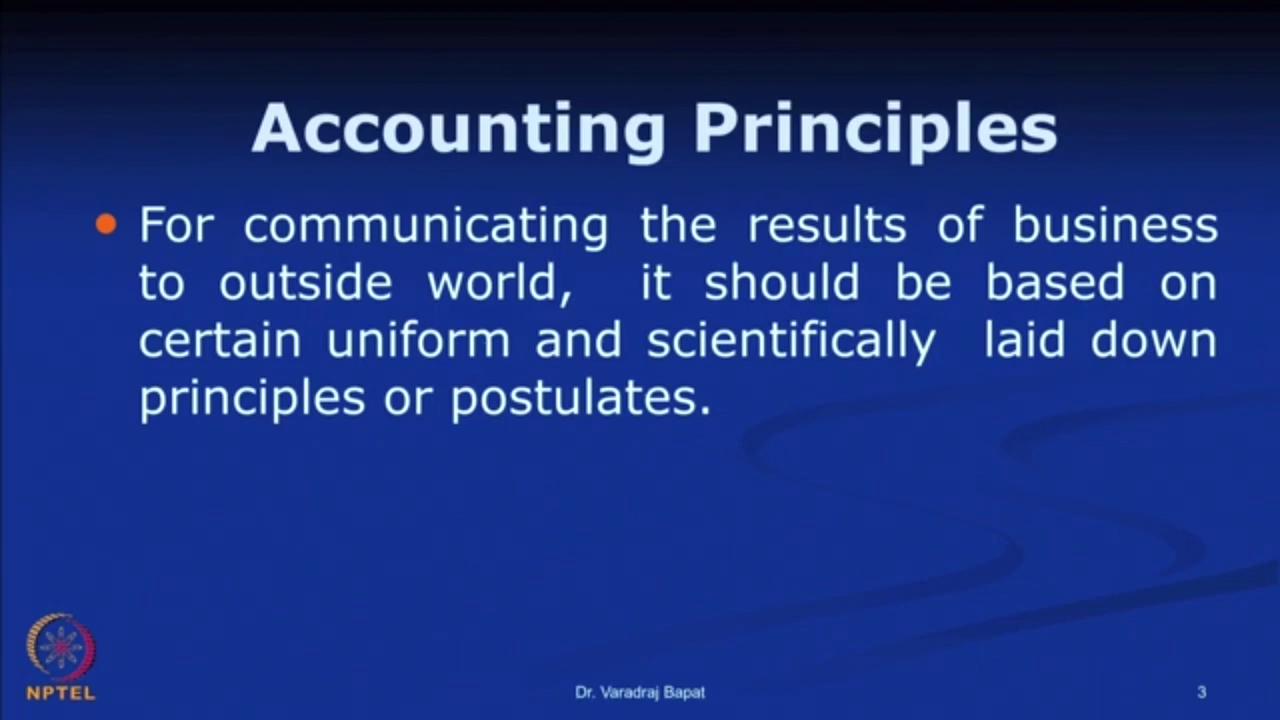 Accounting Principles
For communicating the results of business
to outside world, it should be based on
certain uniform and scientifically laid down
principles or postulates.
NPTEL
Dr. Varadraj Bapat
3